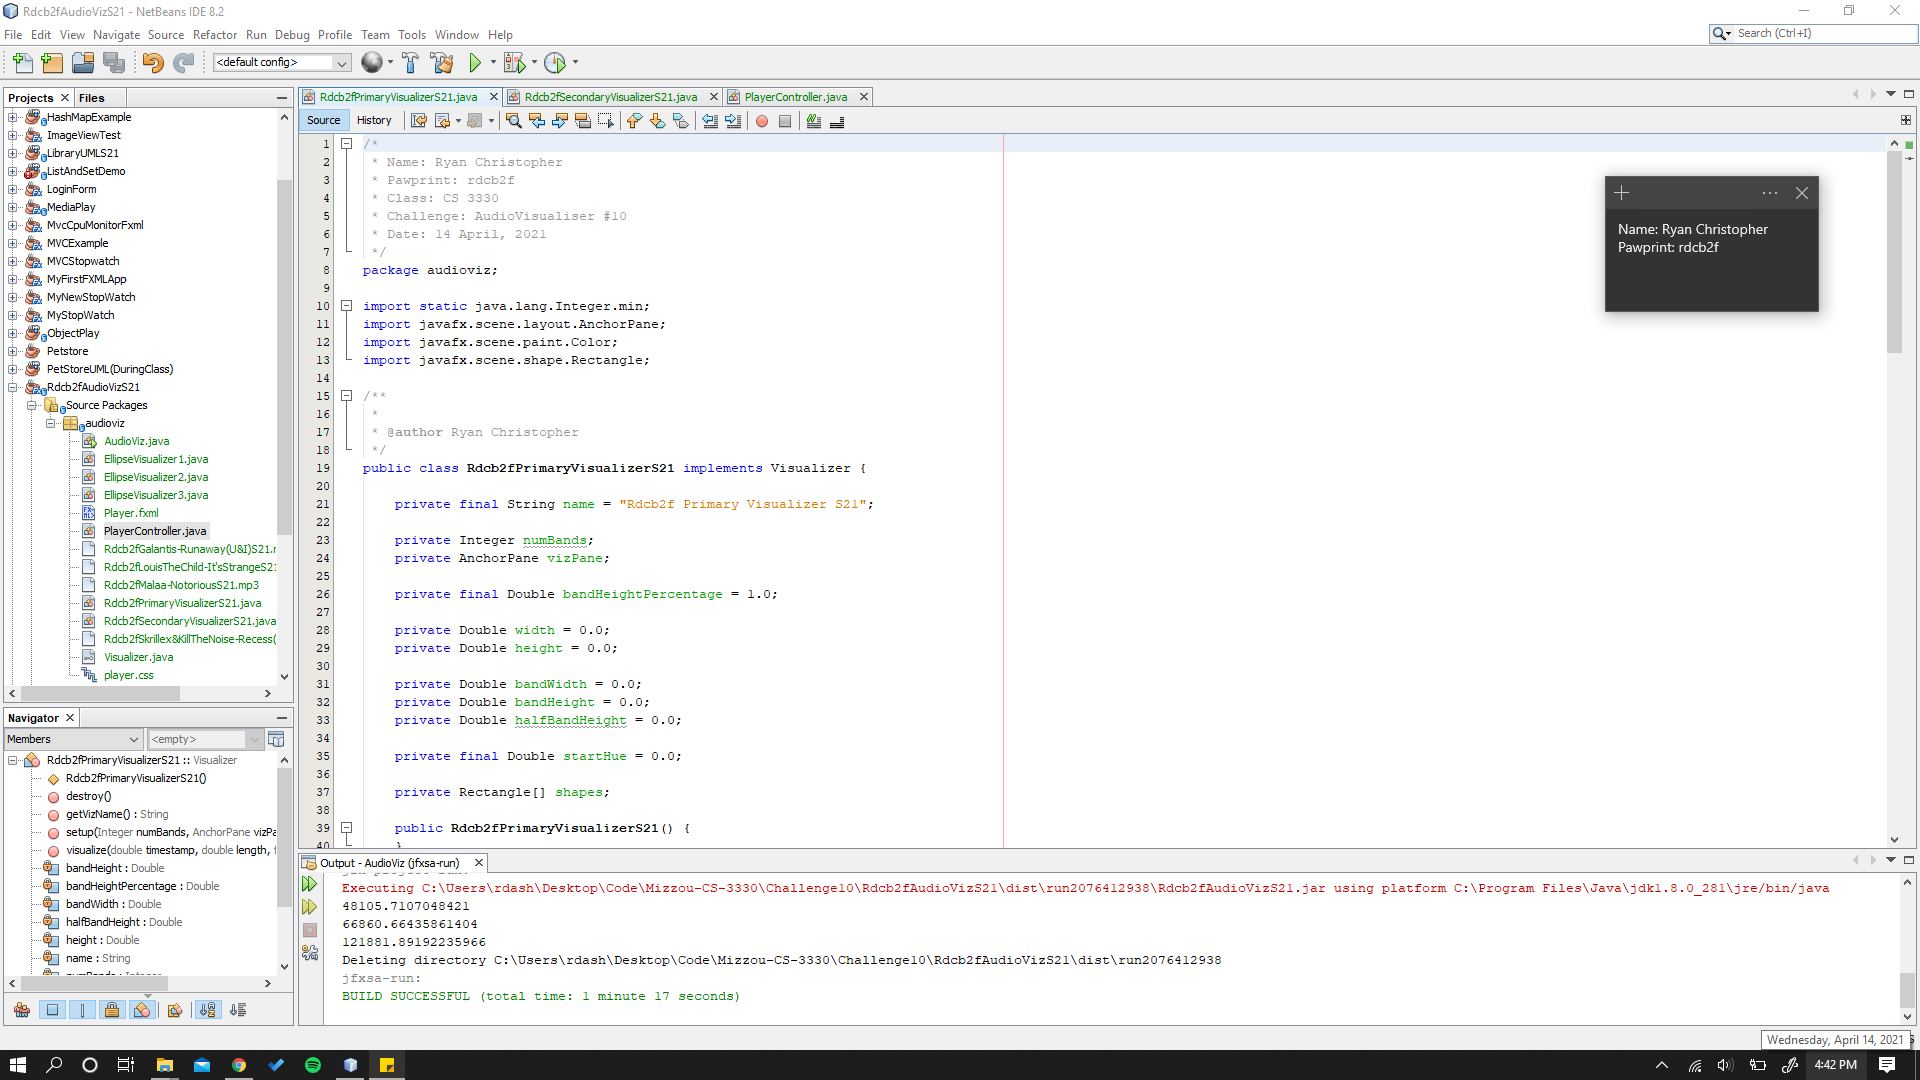 Rdcb2fAudioVizS21 - NetBeans IDE 8.2
File Edit View Navigate Source Refactor Run Debug Profile Team Tools Window Help
Search (Ctrl+I)
<default config>
Projects
Files
HashMapExample
ImageViewTest
LibraryUMLS21
ListAndSetDemo
LoginForm
MediaPlay
MvcCpuMonitorFxml
MVCExample
MVCStopwatch
MyFirstFXMLApp
MyNewStopWatch
MyStopWatch
ObjectPlay
Petstore
PetStoreUML(DuringClass)
Rdcb2fAudioVizS21
Source Packages
audioviz
AudioViz.java
EllipseVisualizer1.java
EllipseVisualizer2.java
EllipseVisualizer3.java
Player.fxml
PlayerController.java
Rdcb2fGalantis-Runaway(U&I)S21.r
Rdcb2fLouisTheChild-It'sStrangeS21
Rdcb2fMalaa-NotoriousS21.mp3
Rdcb2fPrimaryVisualizerS21.java
Rdcb2fSecondaryVisualizerS21.java
Rdcb2fSkrillex&KillTheNoise-Recess(
Visualizer.java
player.css
Navigator
Members
<empty>
Rdcb2fPrimaryVisualizerS21 :: Visualizer
Rdcb2fPrimaryVisualizerS21()
destroy()
getVizName() : String
setup(Integer numBands, AnchorPane vizPa
visualize(double timestamp, double length, f
bandHeight : Double
bandHeightPercentage : Double
bandWidth : Double
halfBandHeight : Double
height : Double
name : String
numBands : Integer
Rdcb2fPrimaryVisualizerS21.java
Rdcb2fSecondaryVisualizerS21.java
PlayerController.java
Source History
1 /*
2 * Name: Ryan Christopher
3 * Pawprint: rdcb2f
4 * Class: CS 3330
5 * Challenge: AudioVisualiser #10
6 * Date: 14 April, 2021
7 */
8 package audioviz;
9
10 import static java.lang.Integer.min;
11 import javafx.scene.layout.AnchorPane;
12 import javafx.scene.paint.Color;
13 import javafx.scene.shape.Rectangle;
14
15 /**
16 *
17 * @author Ryan Christopher
18 */
19 public class Rdcb2fPrimaryVisualizerS21 implements Visualizer {
20
21 private final String name = "Rdcb2f Primary Visualizer S21";
22
23 private Integer numBands;
24 private AnchorPane vizPane;
25
26 private final Double bandHeightPercentage = 1.0;
27
28 private Double width = 0.0;
29 private Double height = 0.0;
30
31 private Double bandWidth = 0.0;
32 private Double bandHeight = 0.0;
33 private Double halfBandHeight = 0.0;
34
35 private final Double startHue = 0.0;
36
37 private Rectangle[] shapes;
38
39 public Rdcb2fPrimaryVisualizerS21() {
40 }
Name: Ryan Christopher
Pawprint: rdcb2f
Output - AudioViz (jfxsa-run)
Executing C:\Users\rdash\Desktop\Code\Mizzou-CS-3330\Challenge10\Rdcb2fAudioVizS21\dist\run2076412938\Rdcb2fAudioVizS21.jar using platform C:\Program Files\Java\jdk1.8.0_281\jre/bin/java
48105.7107048421
66860.66435861404
121881.89192235966
Deleting directory C:\Users\rdash\Desktop\Code\Mizzou-CS-3330\Challenge10\Rdcb2fAudioVizS21\dist\run2076412938
jfxsa-run:
BUILD SUCCESSFUL (total time: 1 minute 17 seconds)
Wednesday, April 14, 2021
4:42 PM